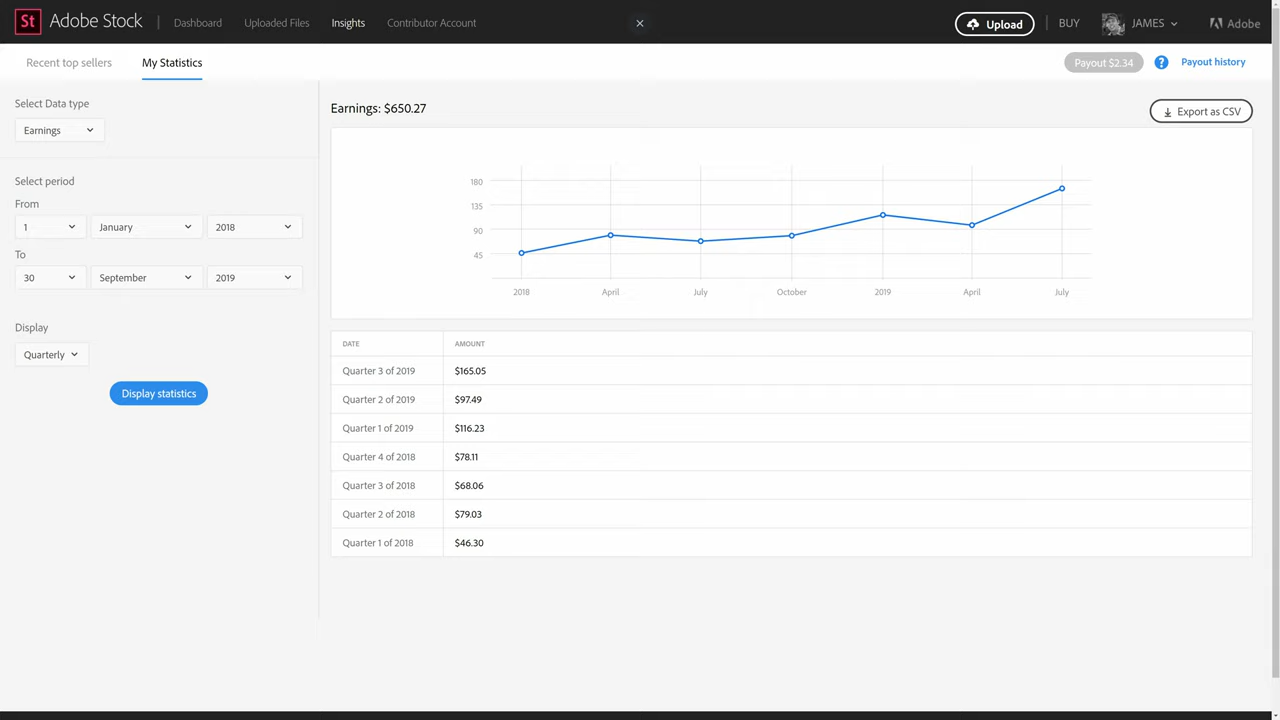 St Adobe Stock Dashboard Uploaded Files Insights Contributor Account Upload BUY JAMES Adobe
Recent top sellers My Statistics Payout $2.34 ? Payout history
Select Data type
Earnings
Select period
From
1 January 2018
To
30 September 2019
Display
Quarterly
Display statistics
Earnings: $650.27
Export as CSV
180
135
90
45
2018 April July October 2019 April July
DATE AMOUNT
Quarter 3 of 2019 $165.05
Quarter 2 of 2019 $97.49
Quarter 1 of 2019 $116.23
Quarter 4 of 2018 $78.11
Quarter 3 of 2018 $68.06
Quarter 2 of 2018 $79.03
Quarter 1 of 2018 $46.30